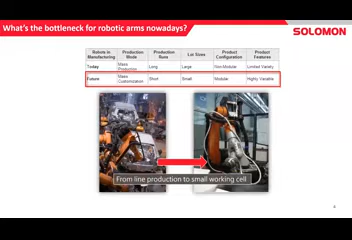 What's the bottleneck for robotic arms nowadays?
SOLOMON
Robots in Manufacturing Production Mode Production Runs Lot Sizes Product Configuration Product Features
Today Mass Production Long Large Non-Module Limited Variety
Future Mass Customization Short Small Module Highly Variable
From line production to small working cell